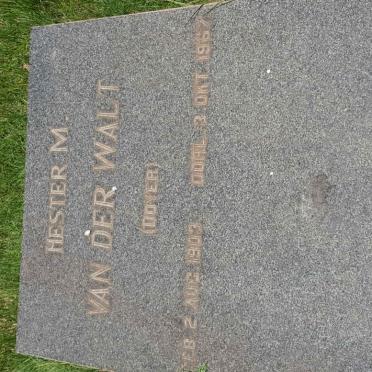 HESTER M.
VAN DER WALT
(DOYER)
EB 2 AUG 1903 OORL 3 OKT 1967